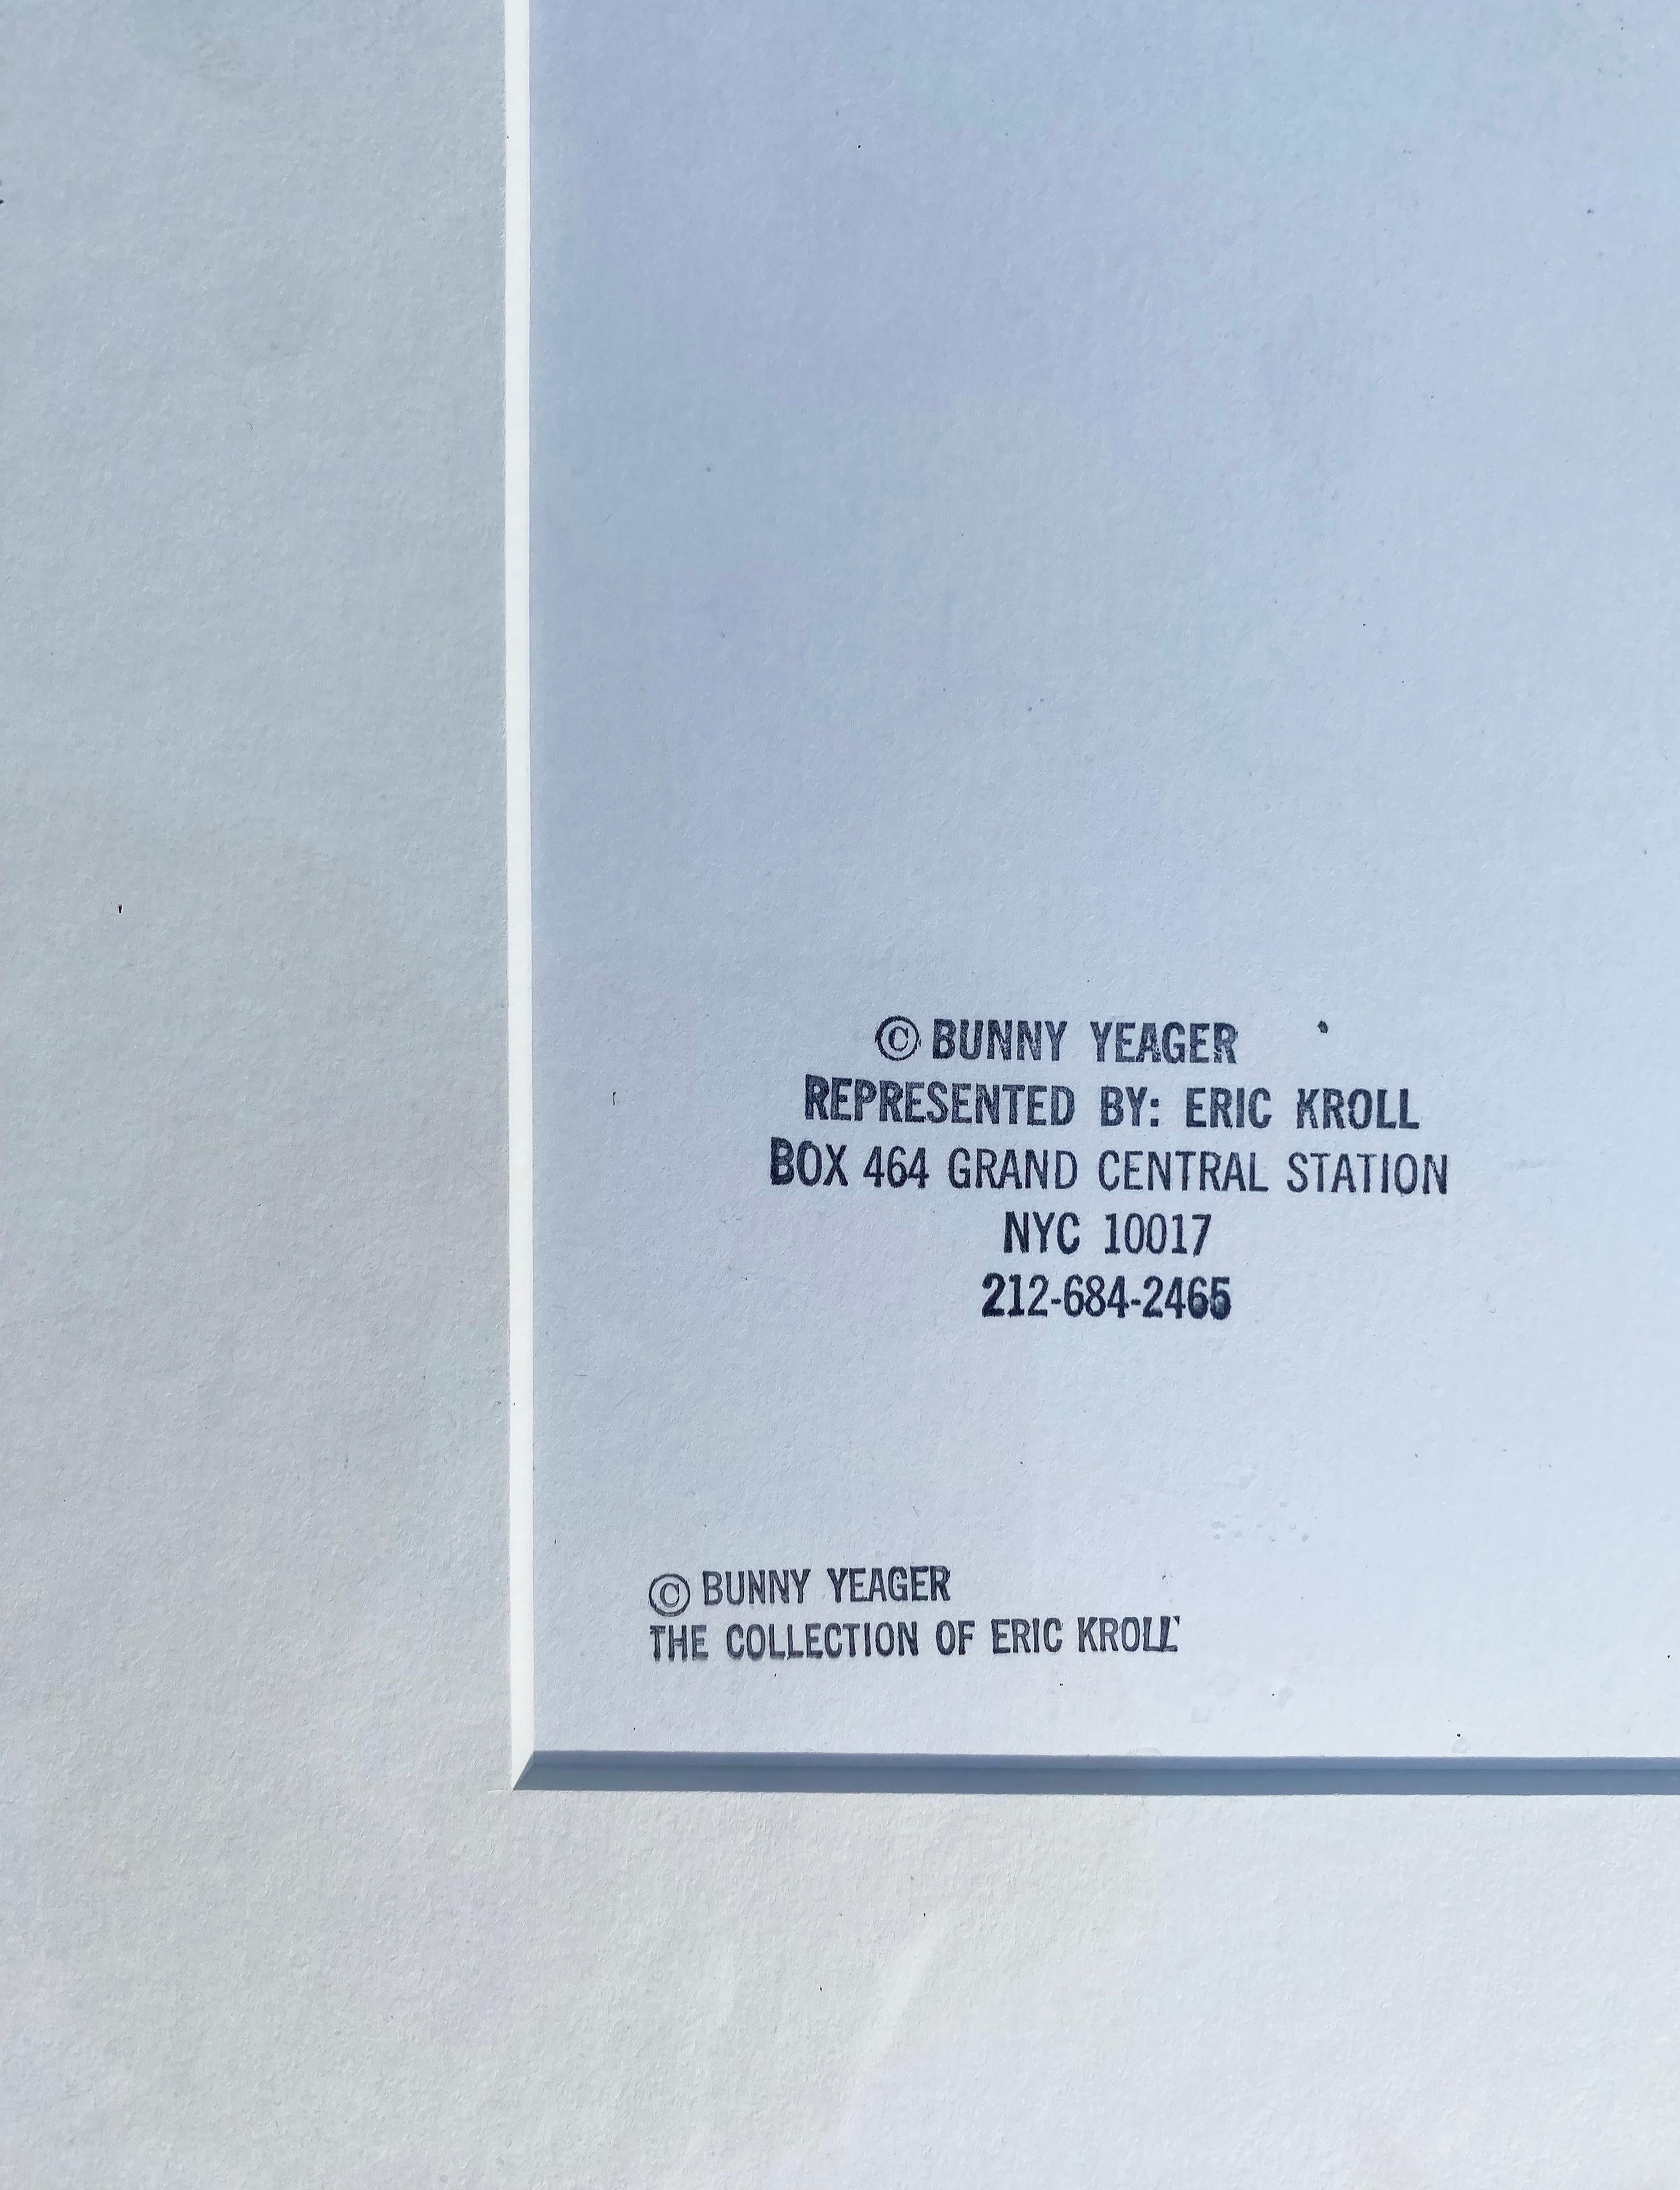 © BUNNY YEAGER
REPRESENTED BY: ERIC KROLL
BOX 464 GRAND CENTRAL STATION
NYC 10017
212-684-2465
© BUNNY YEAGER
THE COLLECTION OF ERIC KROLL